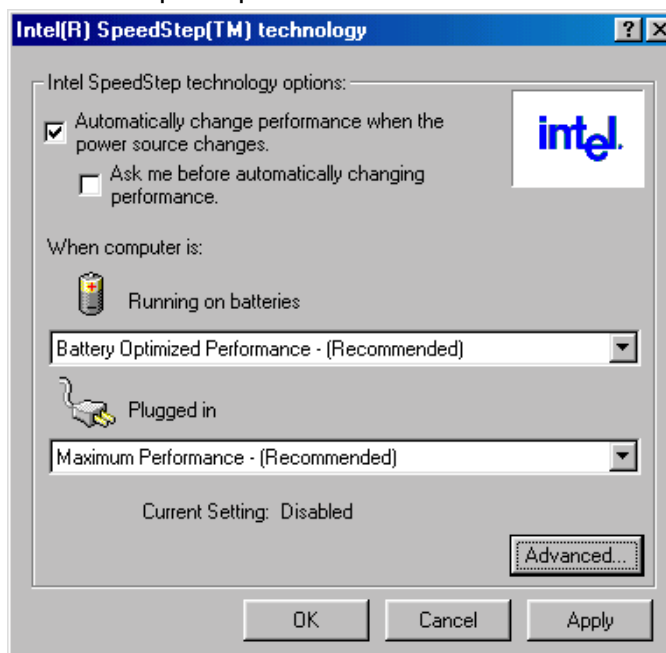 Intel(R) SpeedStep(TM) technology
Intel SpeedStep technology options:
Automatically change performance when the
power source changes.
intel.
Ask me before automatically changing
performance.
When computer is:
Running on batteries
Battery Optimized Performance - (Recommended)
Plugged in
Maximum Performance - (Recommended)
Current Setting: Disabled
Advanced...
OK
Cancel
Apply